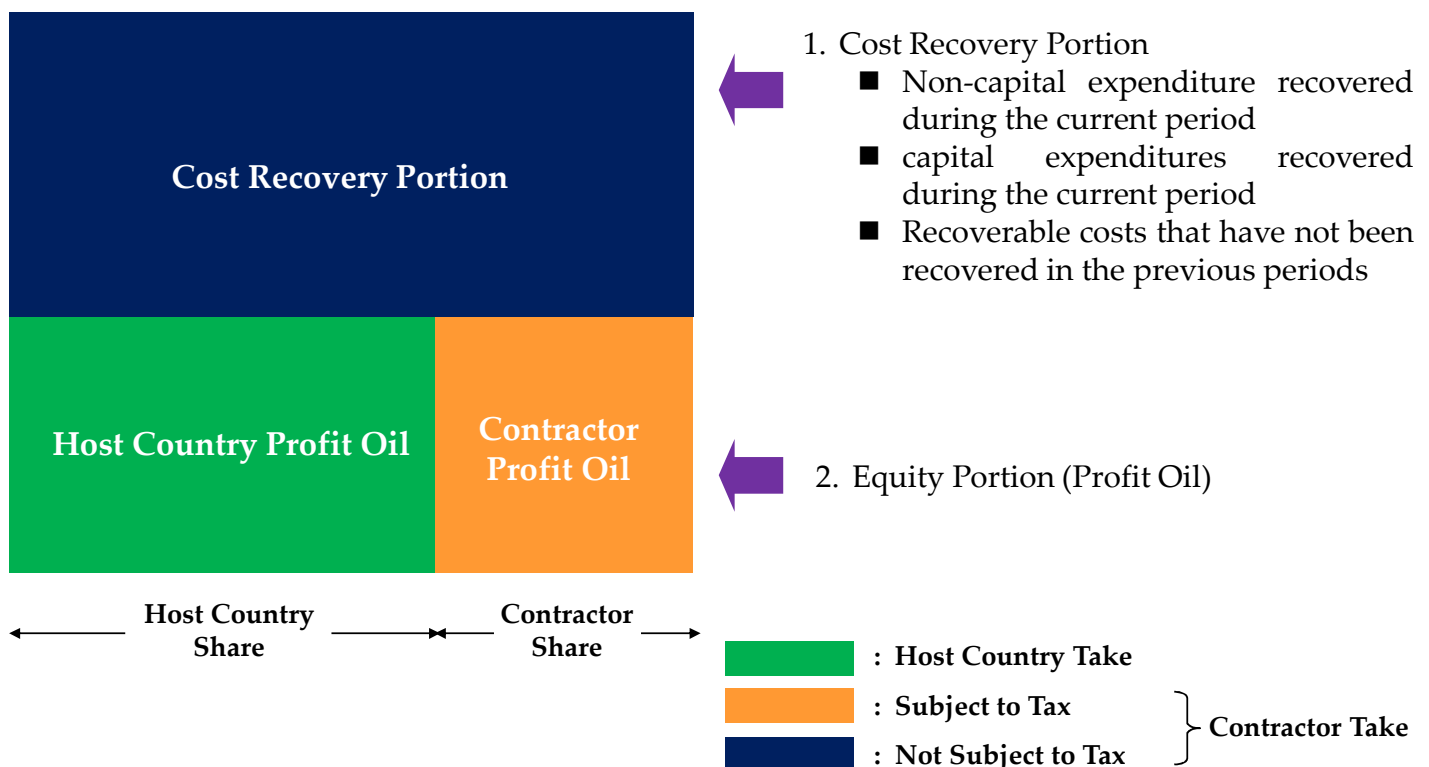 Cost Recovery Portion
1. Cost Recovery Portion
■ Non-capital expenditure recovered
during the current period
■ capital expenditures recovered
during the current period
■ Recoverable costs that have not been
recovered in the previous periods
Host Country Profit Oil
Contractor
Profit Oil
2. Equity Portion (Profit Oil)
Host Country
Share
Contractor
Share
: Host Country Take
: Subject to Tax
: Not Subject to Tax
Contractor Take